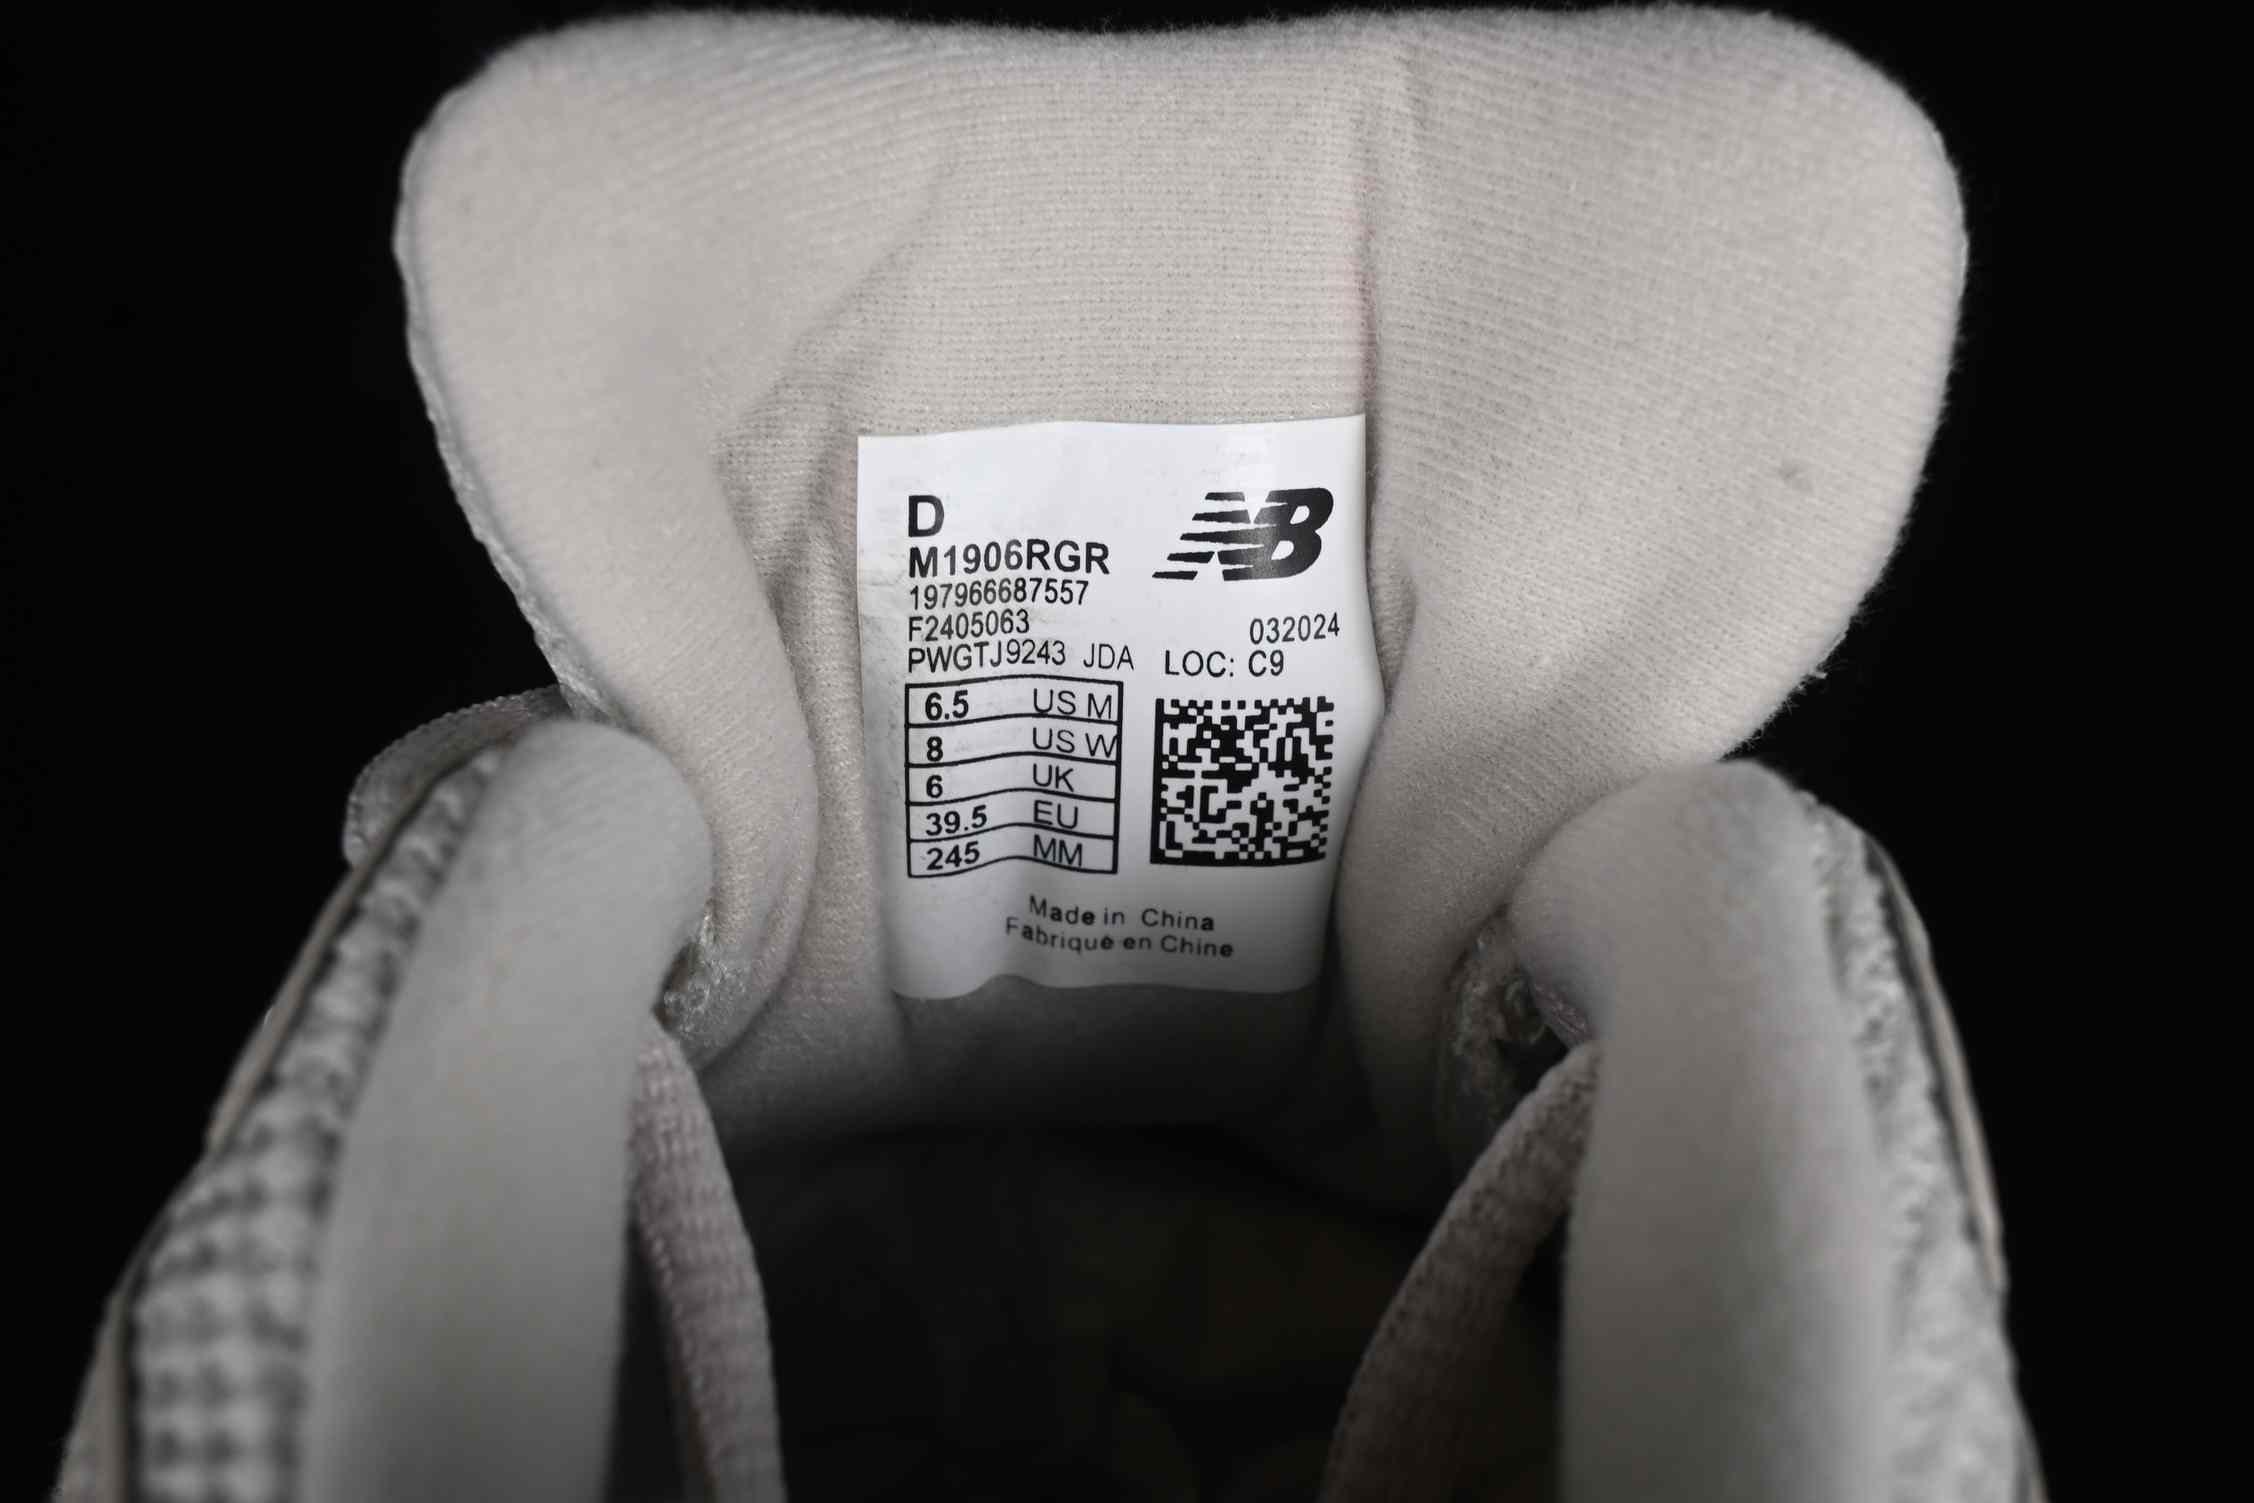 D
NB
M1906RGR
197966687557
F2405063
032024
PWGTJ9243 JDA
LOC: C9
6.5 US M
8 US W
6 UK
39.5 EU
245 MM
Made in China
Fabriqué en Chine